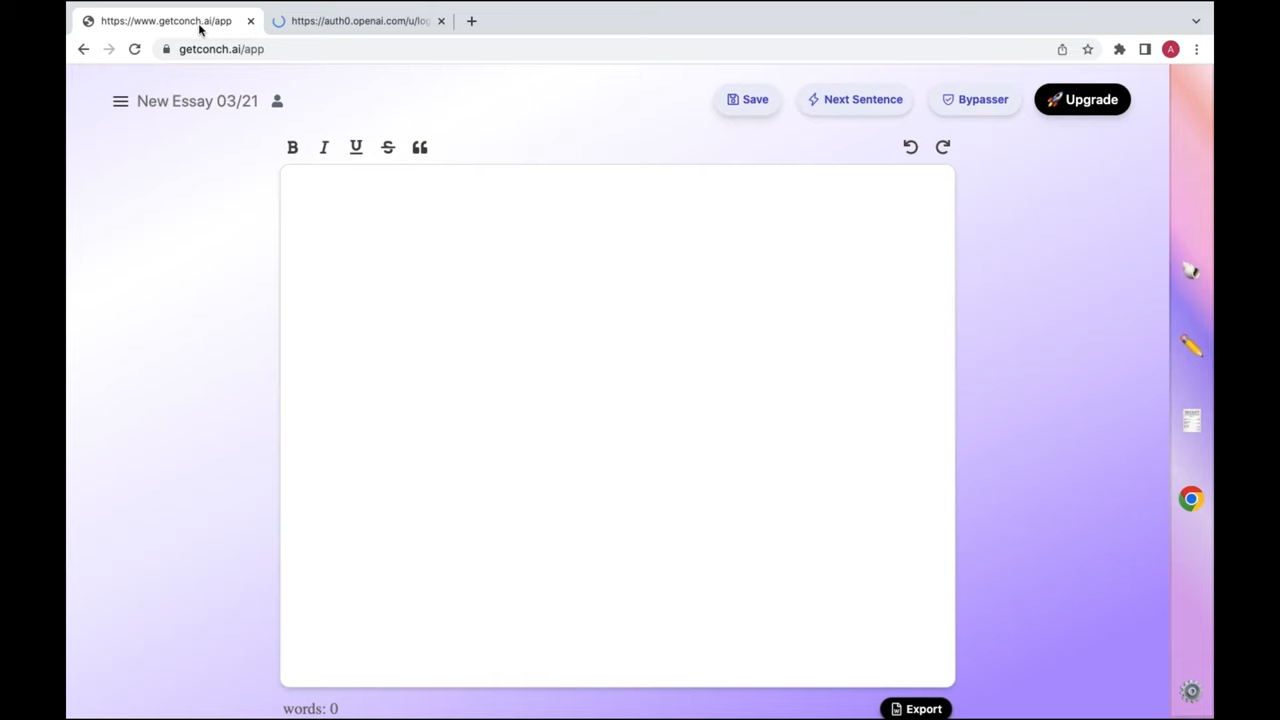 https://www.getconch.ai/app
https://auth0.openai.com/u/log
getconch.ai/app
A
New Essay 03/21
Save
Next Sentence
Bypasser
Upgrade
B I U S
words: 0
Export